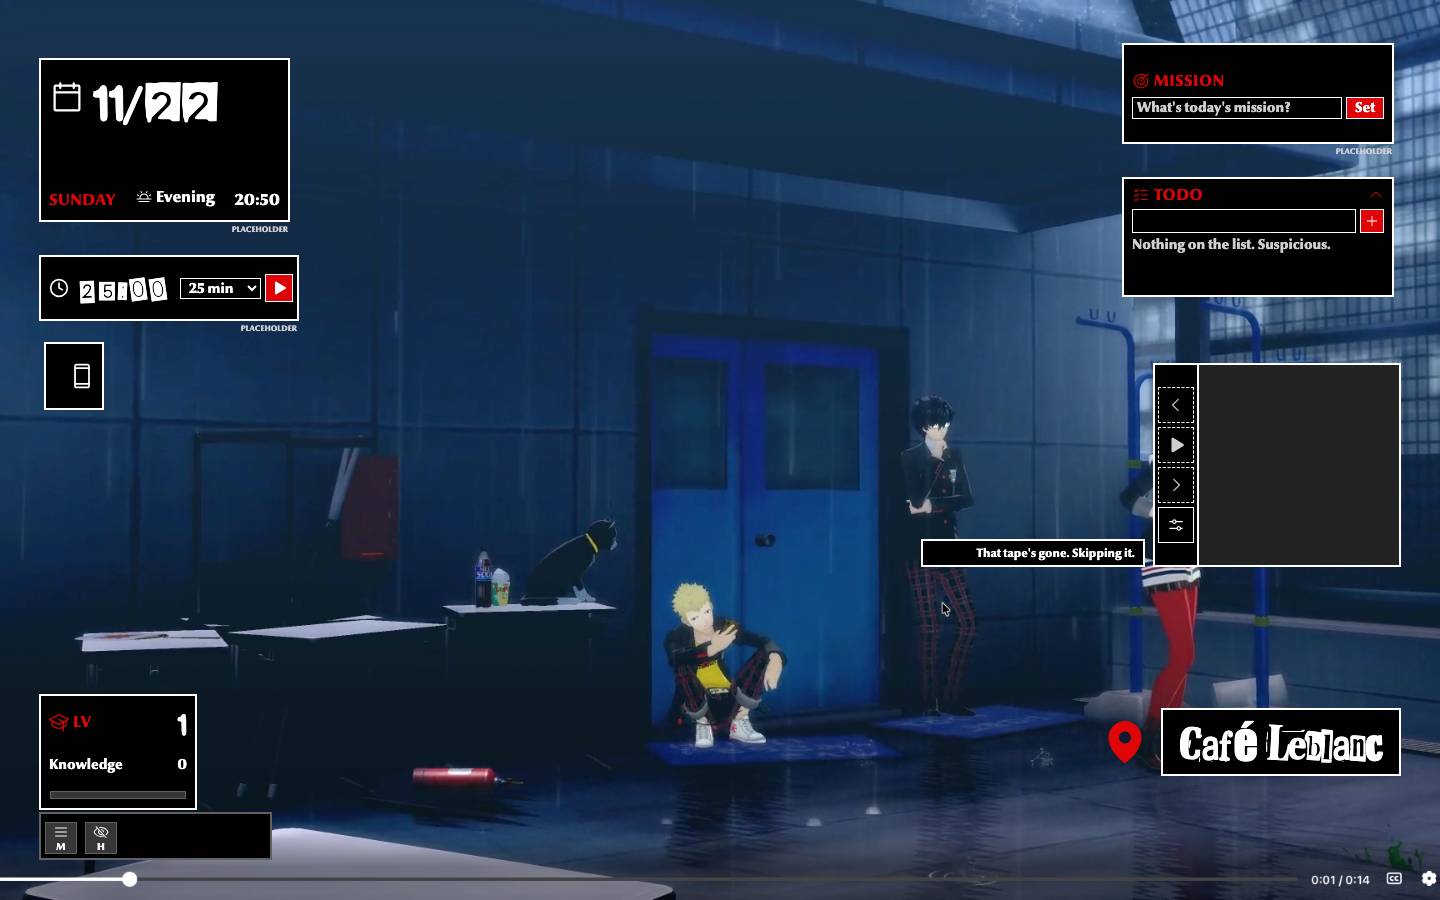 11/22
SUNDAY Evening 20:50
PLACEHOLDER
25:00 25 min
PLACEHOLDER
MISSION
What's today's mission? Set
PLACEHOLDER
TODO
+
Nothing on the list. Suspicious.
That tape's gone. Skipping it.
LV 1
Knowledge 0
M H
Café Leblanc
0:01 / 0:14 CC